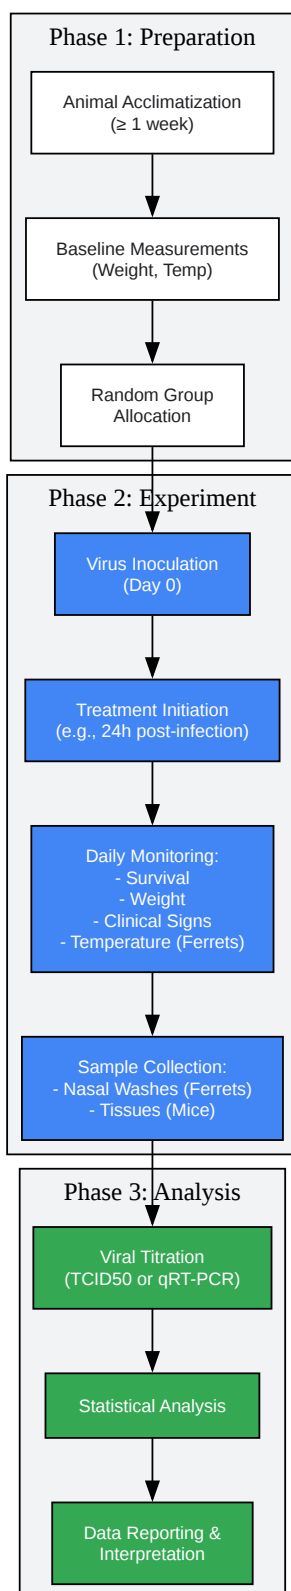 Phase 1: Preparation
Animal Acclimatization
(≥ 1 week)
Baseline Measurements
(Weight, Temp)
Random Group
Allocation
Phase 2: Experiment
Virus Inoculation
(Day 0)
Treatment Initiation
(e.g., 24h post-infection)
Daily Monitoring:
- Survival
- Weight
- Clinical Signs
- Temperature (Ferrets)
Sample Collection:
- Nasal Washes (Ferrets)
- Tissues (Mice)
Phase 3: Analysis
Viral Titration
(TCID50 or qRT-PCR)
Statistical Analysis
Data Reporting &
Interpretation